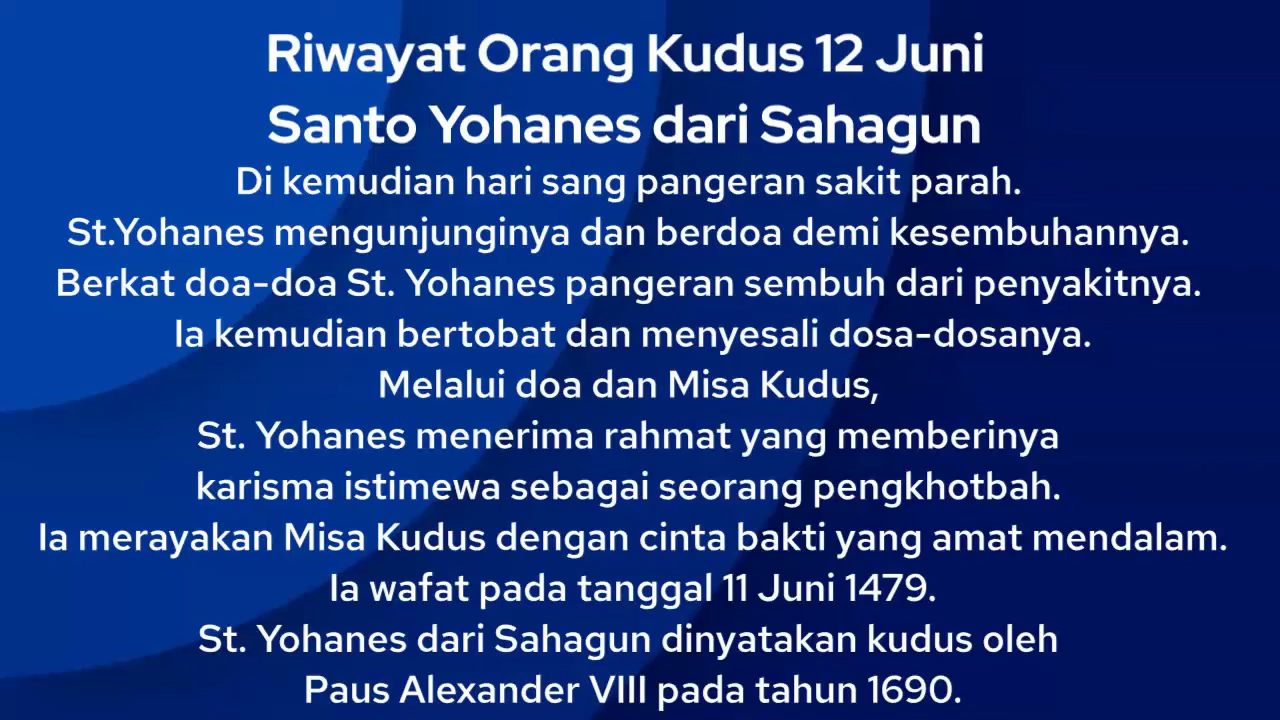 Riwayat Orang Kudus 12 Juni
Santo Yohanes dari Sahagun
Di kemudian hari sang pangeran sakit parah.
St.Yohanes mengunjunginya dan berdoa demi kesembuhannya.
Berkat doa-doa St. Yohanes pangeran sembuh dari penyakitnya.
Ia kemudian bertobat dan menyesali dosa-dosanya.
Melalui doa dan Misa Kudus,
St. Yohanes menerima rahmat yang memberinya
karisma istimewa sebagai seorang pengkhotbah.
Ia merayakan Misa Kudus dengan cinta bakti yang amat mendalam.
Ia wafat pada tanggal 11 Juni 1479.
St. Yohanes dari Sahagun dinyatakan kudus oleh
Paus Alexander VIII pada tahun 1690.